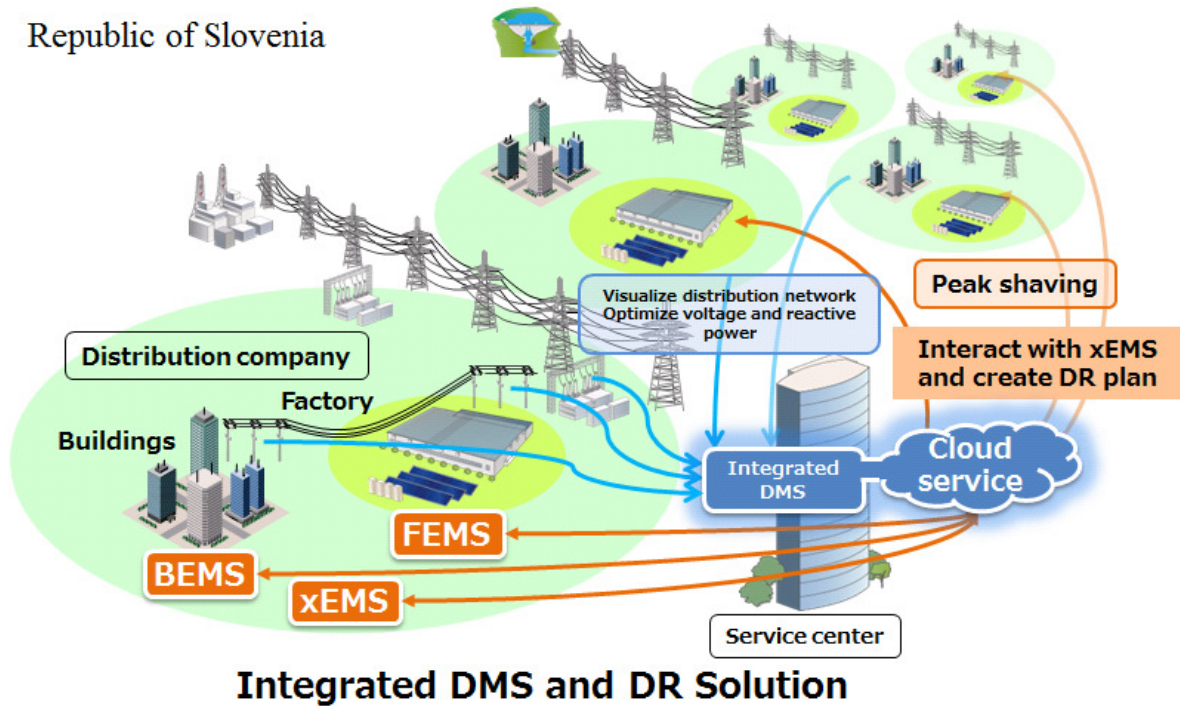 Republic of Slovenia
Visualize distribution network
Optimize voltage and reactive
power
Peak shaving
Interact with xEMS
and create DR plan
Distribution company
Factory
Buildings
Integrated
DMS
Cloud
service
FEMS
BEMS
xEMS
Service center
Integrated DMS and DR Solution